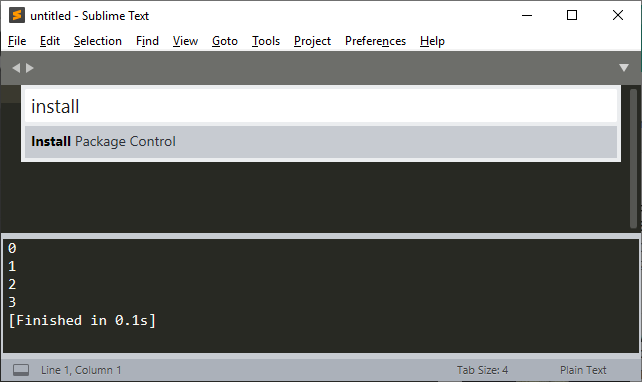 untitled - Sublime Text
File Edit Selection Find View Goto Tools Project Preferences Help
install
Install Package Control
0
1
2
3
[Finished in 0.1s]
Line 1, Column 1 Tab Size: 4 Plain Text